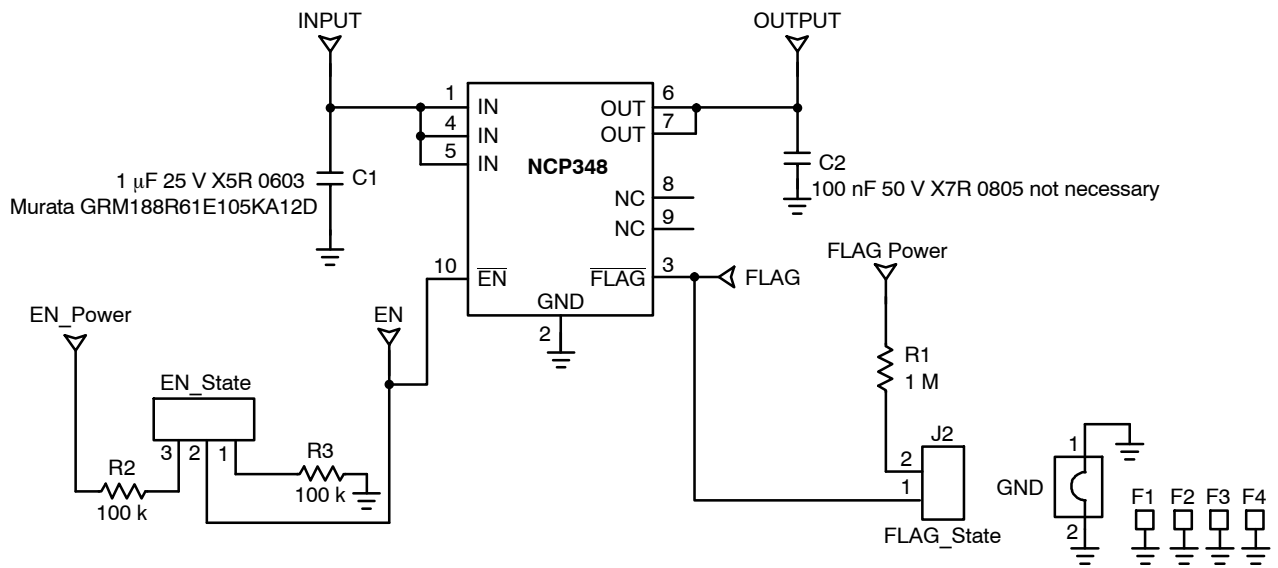 INPUT
OUTPUT
1 IN
4 IN
5 IN
OUT 6
OUT 7
NCP348
NC 8
NC 9
C1
1 μF 25 V X5R 0603
Murata GRM188R61E105KA12D
C2
100 nF 50 V X7R 0805 not necessary
10 EN
FLAG 3
FLAG
GND
2
FLAG Power
EN_Power
EN
R1
1 M
EN_State
3 2 1
R2
100 k
R3
100 k
J2
2
1
FLAG_State
1
GND
2
F1 F2 F3 F4